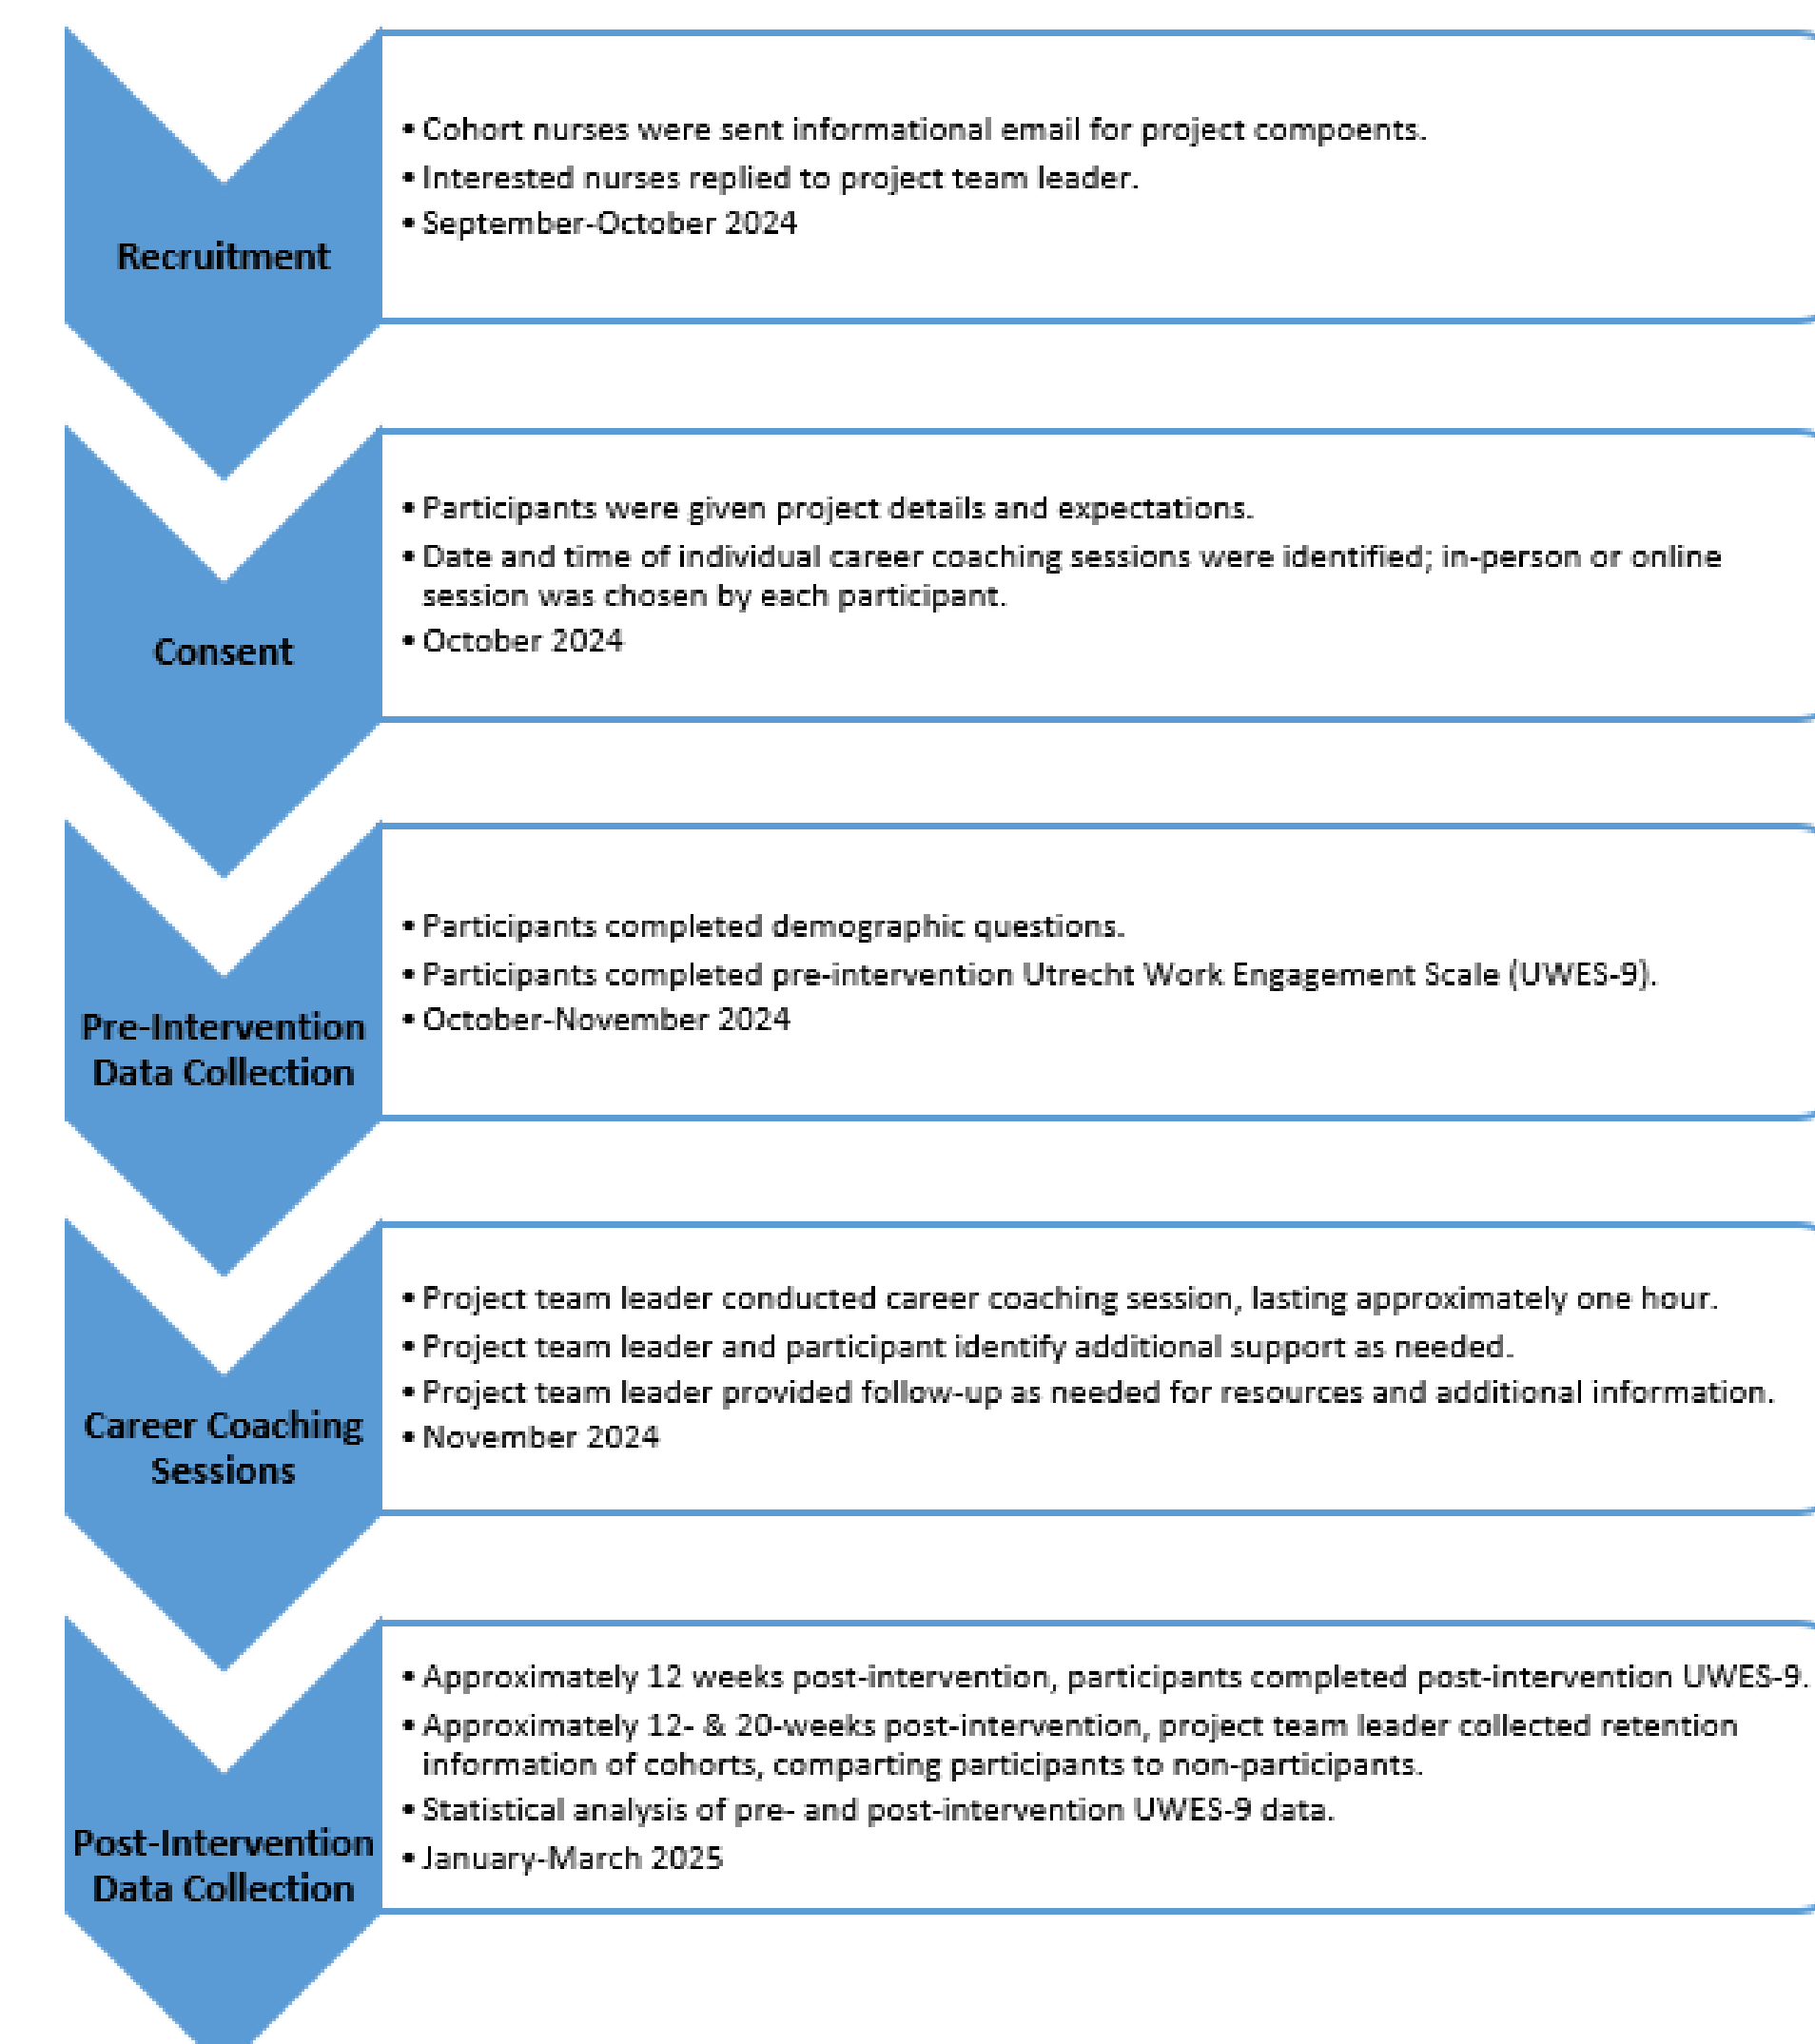 Recruitment
• Cohort nurses were sent informational email for project compoents.
• Interested nurses replied to project team leader.
• September-October 2024
Consent
• Participants were given project details and expectations.
• Date and time of individual career coaching sessions were identified; in-person or online
session was chosen by each participant.
• October 2024
Pre-Intervention
Data Collection
• Participants completed demographic questions.
• Participants completed pre-intervention Utrecht Work Engagement Scale (UWES-9).
• October-November 2024
Career Coaching
Sessions
• Project team leader conducted career coaching session, lasting approximately one hour.
• Project team leader and participant identify additional support as needed.
• Project team leader provided follow-up as needed for resources and additional information.
• November 2024
Post-Intervention
Data Collection
• Approximately 12 weeks post-intervention, participants completed post-intervention UWES-9.
• Approximately 12- & 20-weeks post-intervention, project team leader collected retention
information of cohorts, comparting participants to non-participants.
• Statistical analysis of pre- and post-intervention UWES-9 data.
• January-March 2025